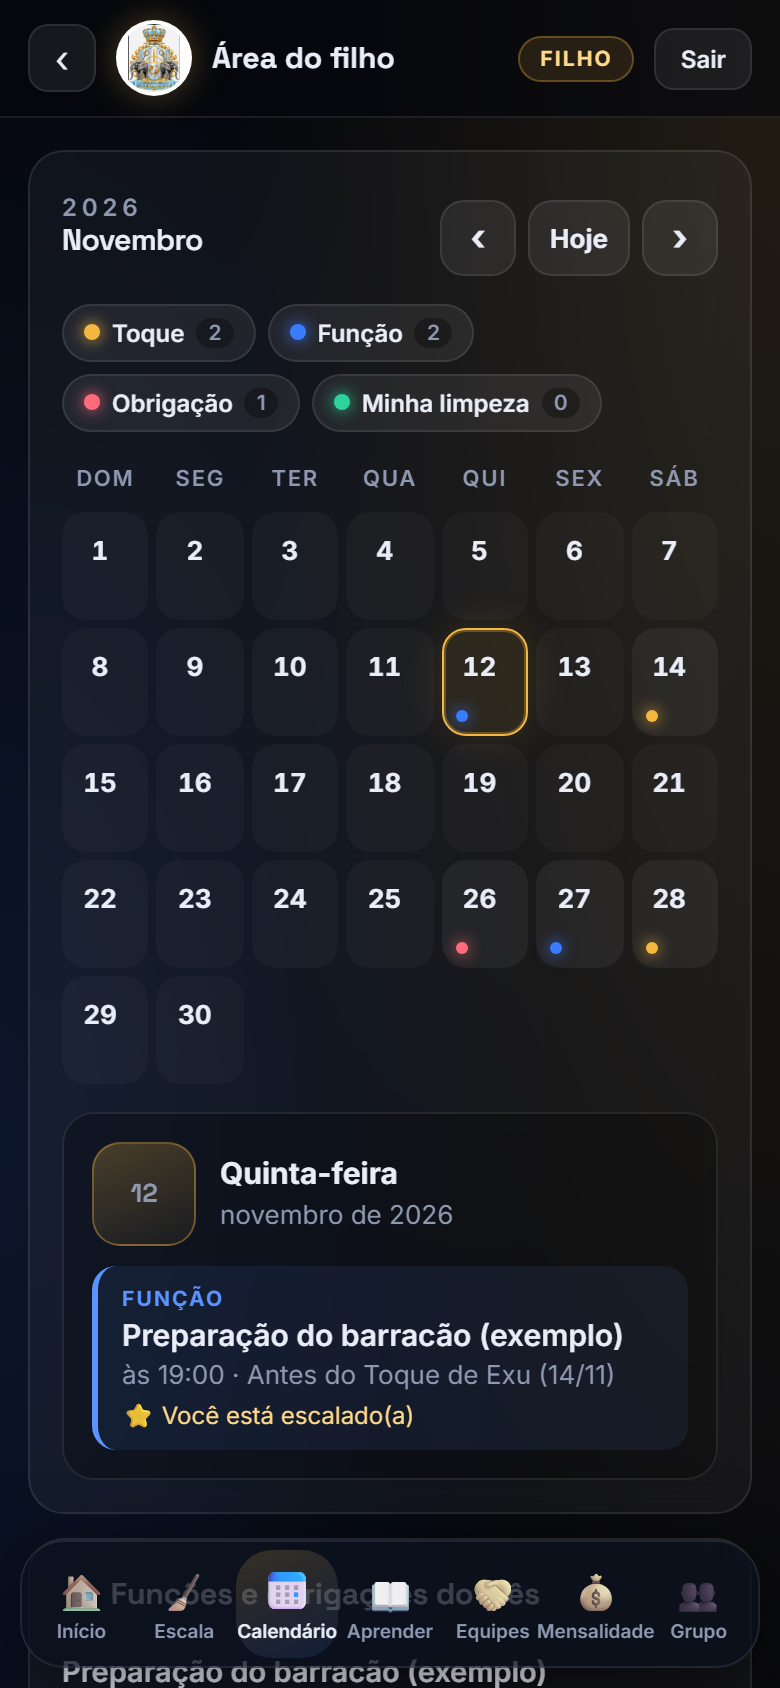 ‹ Área do filho FILHO Sair
2026
Novembro
‹ Hoje ›
Toque 2 Função 2
Obrigação 1 Minha limpeza 0
DOM SEG TER QUA QUI SEX SÁB
1 2 3 4 5 6 7
8 9 10 11 12 13 14
15 16 17 18 19 20 21
22 23 24 25 26 27 28
29 30
12
Quinta-feira
novembro de 2026
FUNÇÃO
Preparação do barracão (exemplo)
às 19:00 · Antes do Toque de Exu (14/11)
Você está escalado(a)
Funções e do
Início Escala Calendário Aprender Equipes Mensalidade Grupo
Preparação do barracão (exemplo)